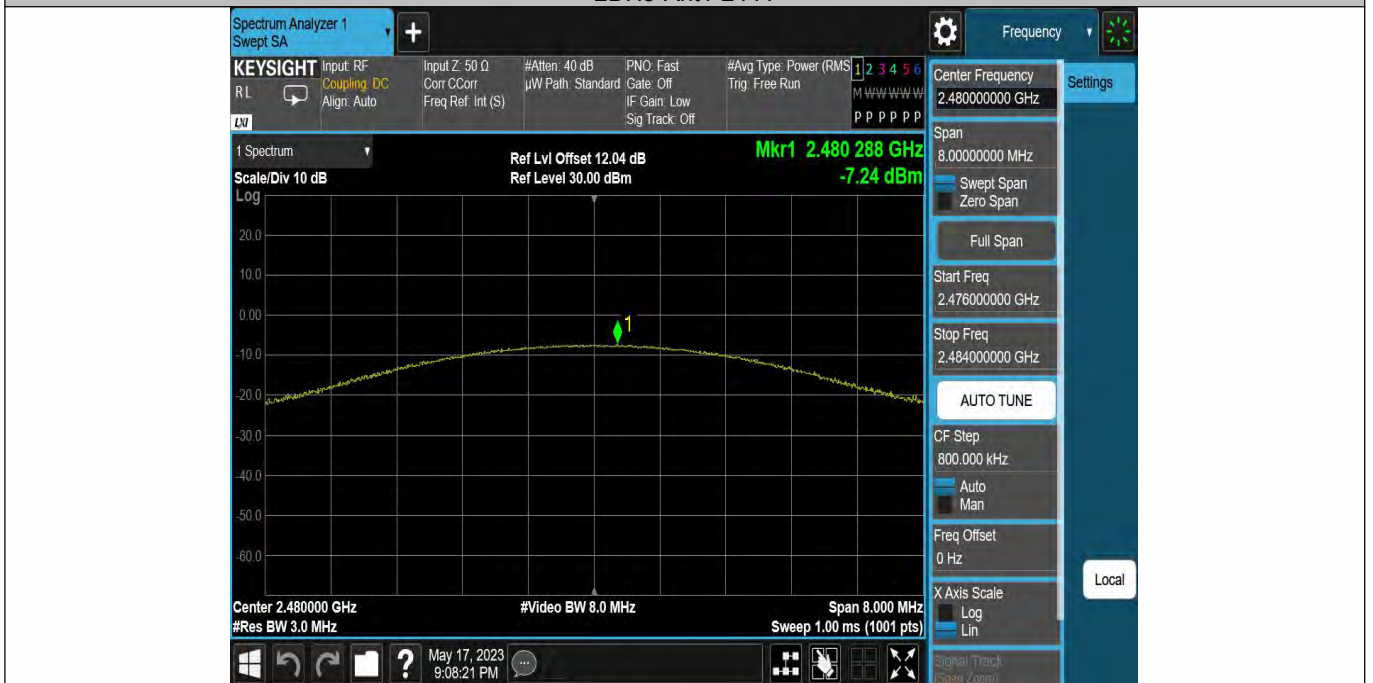 Spectrum Analyzer 1
Swept SA
+
Frequency
KEYSIGHT
RL
LXI
Input: RF
Coupling: DC
Align: Auto
Input Z: 50 Ω
Corr CCorr
Freq Ref: Int (S)
#Atten: 40 dB
µW Path: Standard
PNO: Fast
Gate: Off
IF Gain: Low
Sig Track: Off
#Avg Type: Power (RMS
Trig: Free Run
1 2 3 4 5 6
M W W W W W
P P P P P P
Center Frequency
2.480000000 GHz
Settings
Span
8.00000000 MHz
Swept Span
Zero Span
Full Span
Start Freq
2.476000000 GHz
Stop Freq
2.484000000 GHz
AUTO TUNE
CF Step
800.000 kHz
Auto
Man
Freq Offset
0 Hz
X Axis Scale
Log
Lin
Signal Track
(Span Zoom)
Local
1 Spectrum
Scale/Div 10 dB
Log
Ref Lvl Offset 12.04 dB
Ref Level 30.00 dBm
Mkr1 2.480 288 GHz
-7.24 dBm
20.0
10.0
0.00
-10.0
-20.0
-30.0
-40.0
-50.0
-60.0
1
Center 2.480000 GHz
#Res BW 3.0 MHz
#Video BW 8.0 MHz
Span 8.000 MHz
Sweep 1.00 ms (1001 pts)
?
May 17, 2023
9:08:21 PM